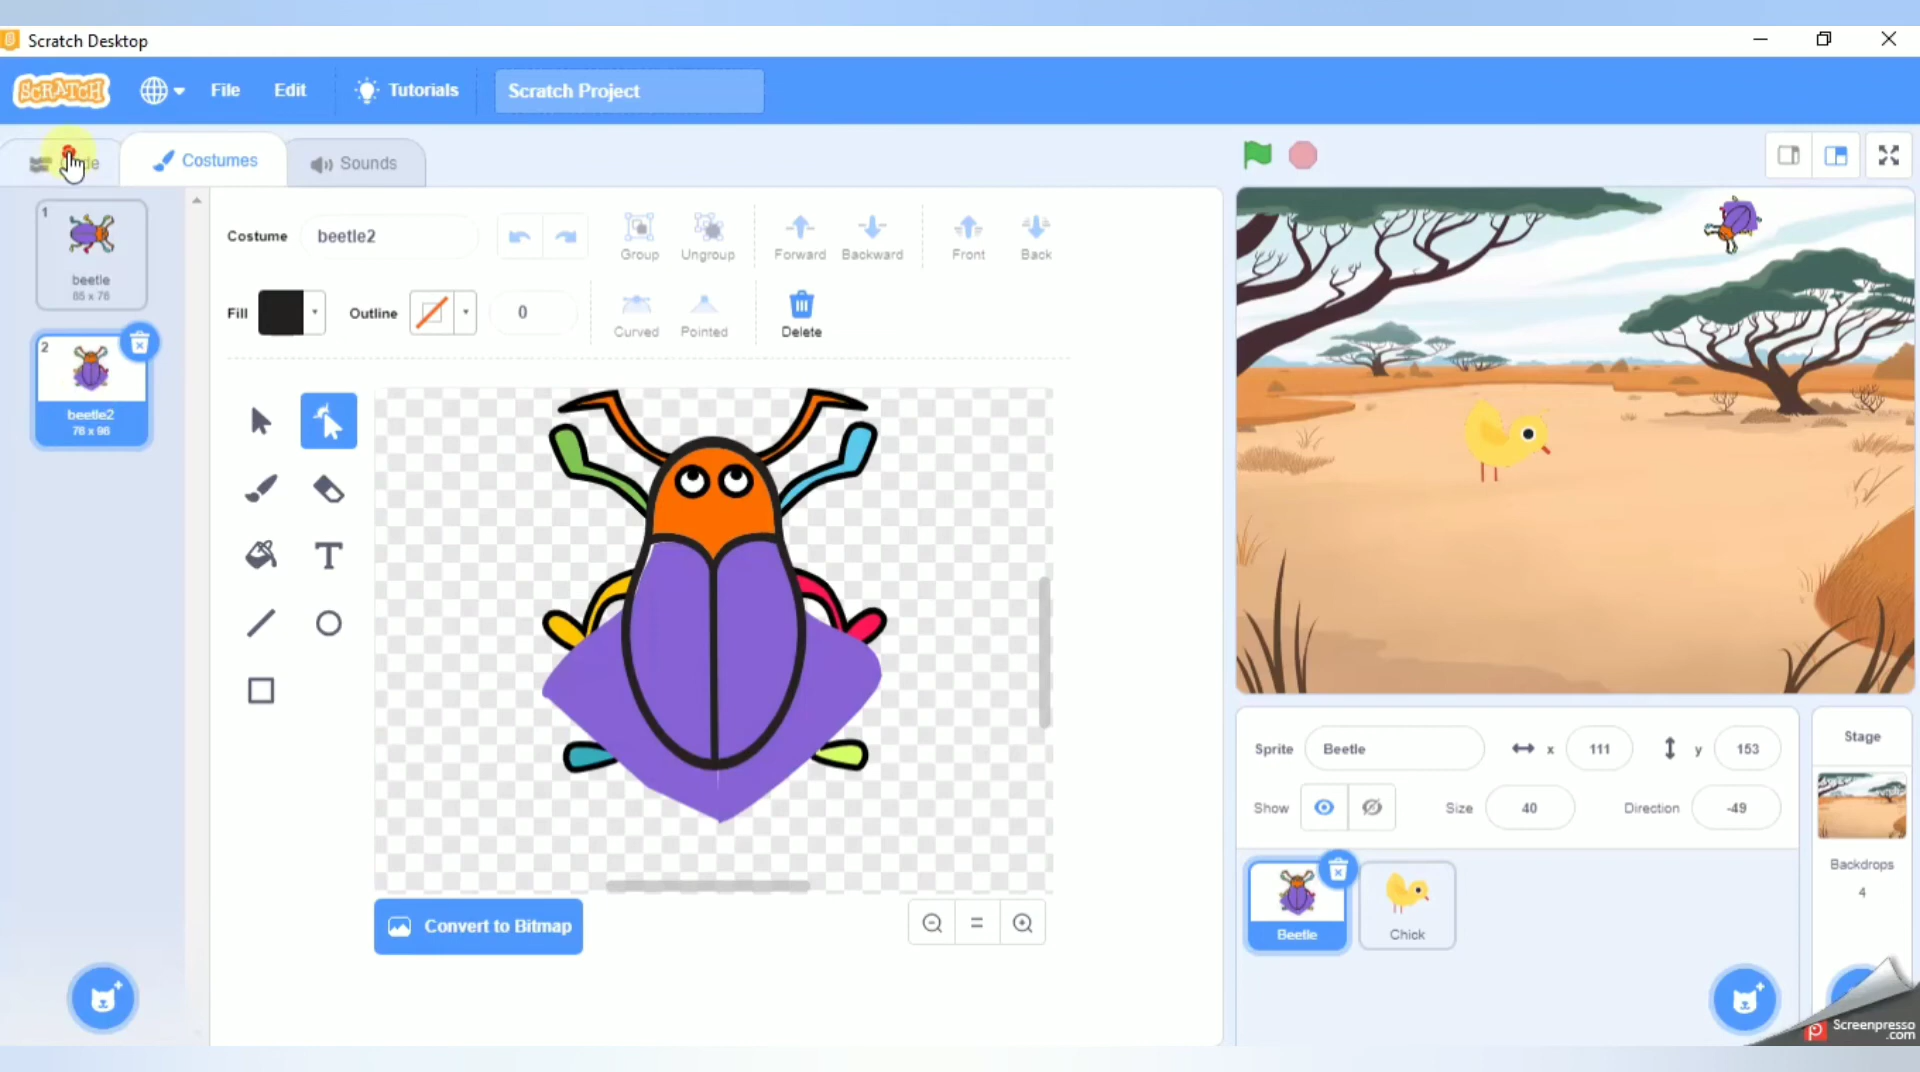 Scratch Desktop
SCRATCH
File
Edit
Tutorials
Scratch Project
Costumes
Sounds
1
beetle
85 x 76
2
beetle2
78 x 96
Costume
beetle2
Group
Ungroup
Forward
Backward
Front
Back
Fill
Outline
0
Curved
Pointed
Delete
T
Convert to Bitmap
=
Sprite
Beetle
x
111
y
153
Show
Size
40
Direction
-49
Beetle
Chick
Stage
Backdrops
4
Screenpresso
.com